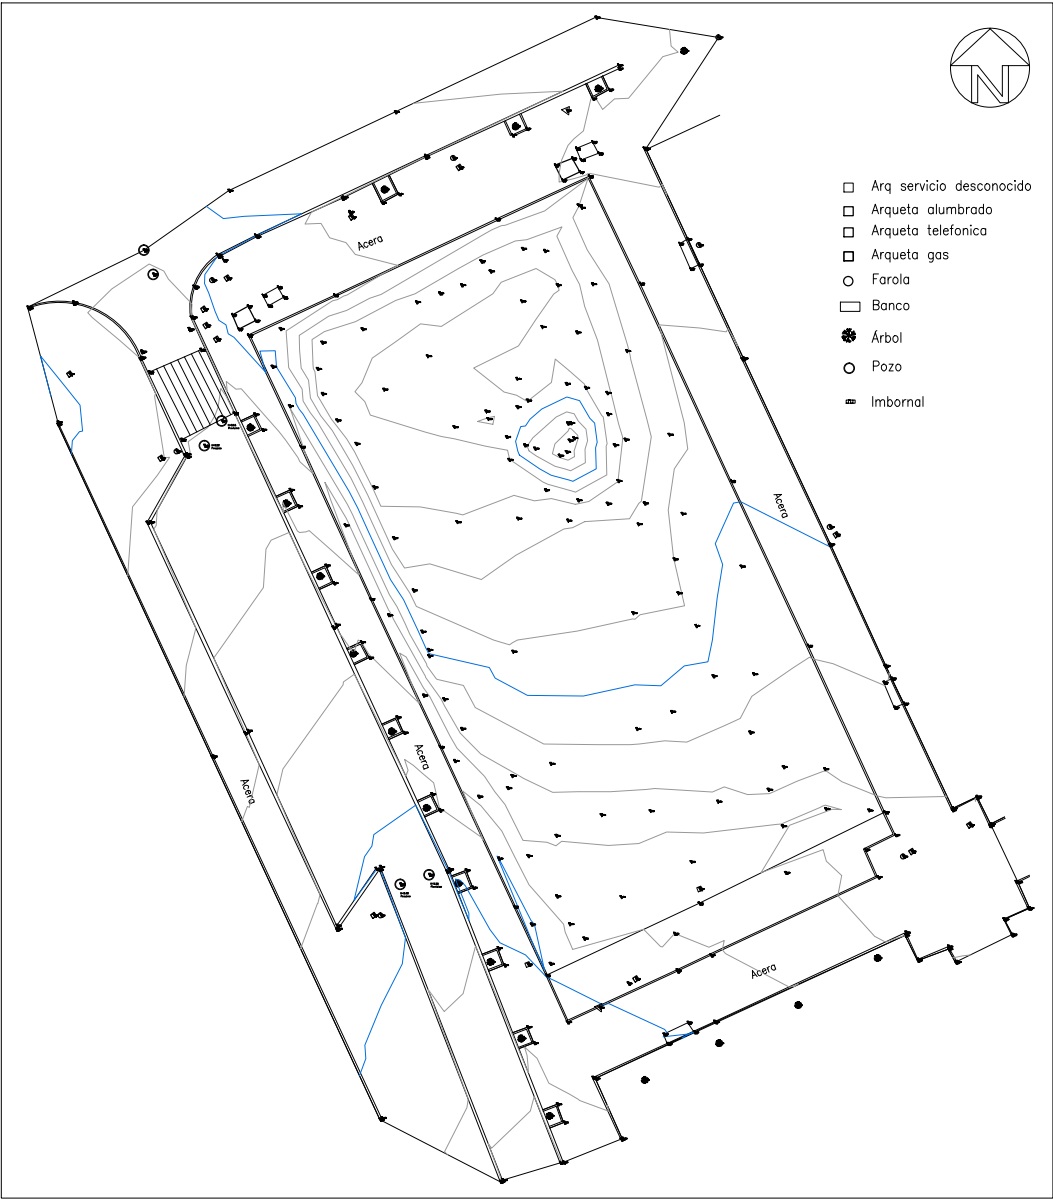 N
Arq servicio desconocido
Arqueta alumbrado
Arqueta telefonica
Arqueta gas
Farola
Banco
Árbol
Pozo
Imbornal
Acera
Acera
Acera
Acera
Acera